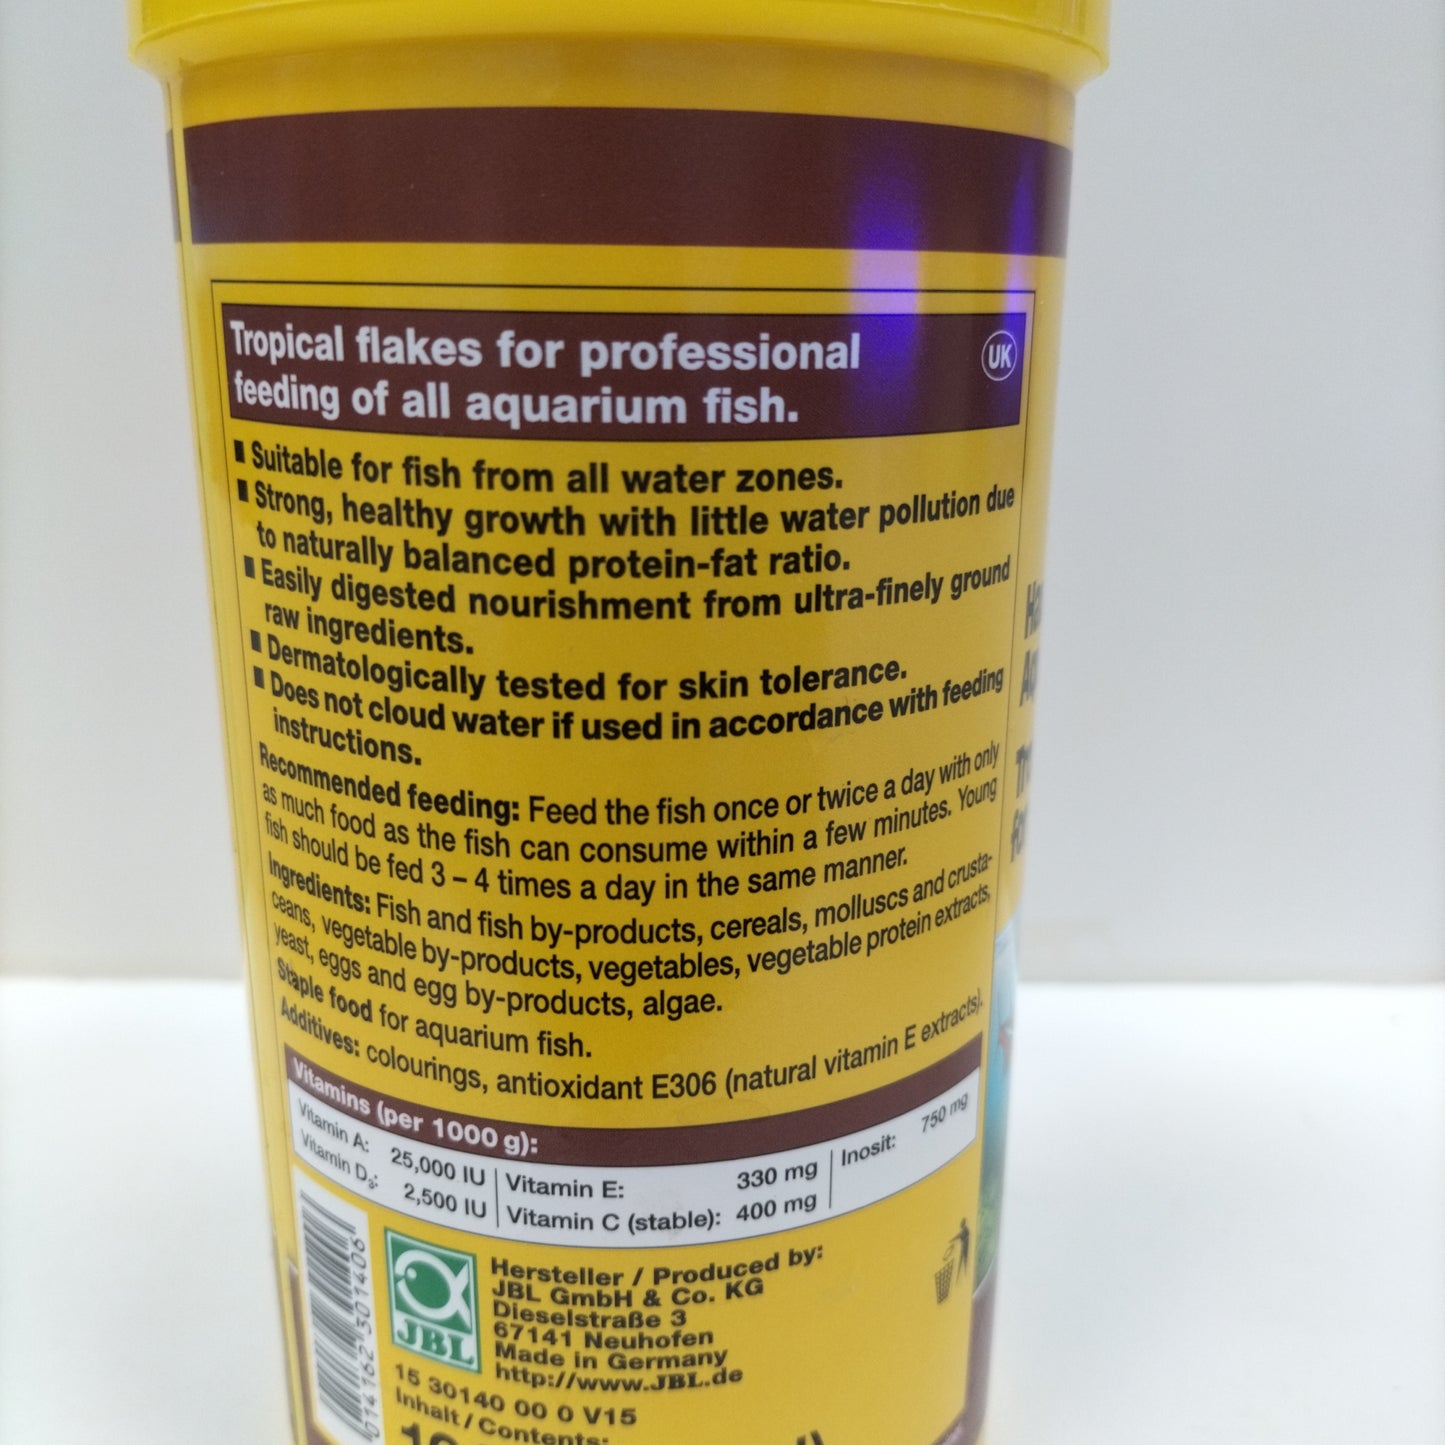 Tropical flakes for professional
feeding of all aquarium fish.
UK
Suitable for fish from all water zones.
Strong, healthy growth with little water pollution due
to naturally balanced protein-fat ratio.
Easily digested nourishment from ultra-finely ground
raw ingredients.
Dermatologically tested for skin tolerance.
Does not cloud water if used in accordance with feeding
instructions.
Recommended feeding: Feed the fish once or twice a day with only
as much food as the fish can consume within a few minutes. Young
fish should be fed 3 – 4 times a day in the same manner.
Ingredients: Fish and fish by-products, cereals, molluscs and crusta-
ceans, vegetable by-products, vegetables, vegetable protein extracts,
yeast, eggs and egg by-products, algae.
Staple food for aquarium fish.
Additives: colourings, antioxidant E306 (natural vitamin E extracts).
Vitamins (per 1000 g):
Vitamin A: 25,000 IU Vitamin E: 330 mg Inosit: 750 mg
Vitamin D3: 2,500 IU Vitamin C (stable): 400 mg
Hersteller / Produced by:
JBL GmbH & Co. KG
Dieselstraße 3
67141 Neuhofen
Made in Germany
http://www.JBL.de
JBL
15 30140 00 0 V15
Inhalt / Contents:
014162 301406